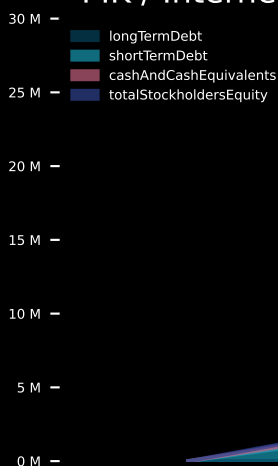 30 M
longTermDebt
shortTermDebt
cashAndCashEquivalents
25 M
totalStockholdersEquity
20 M
15 M
10 M
5 M
0 M